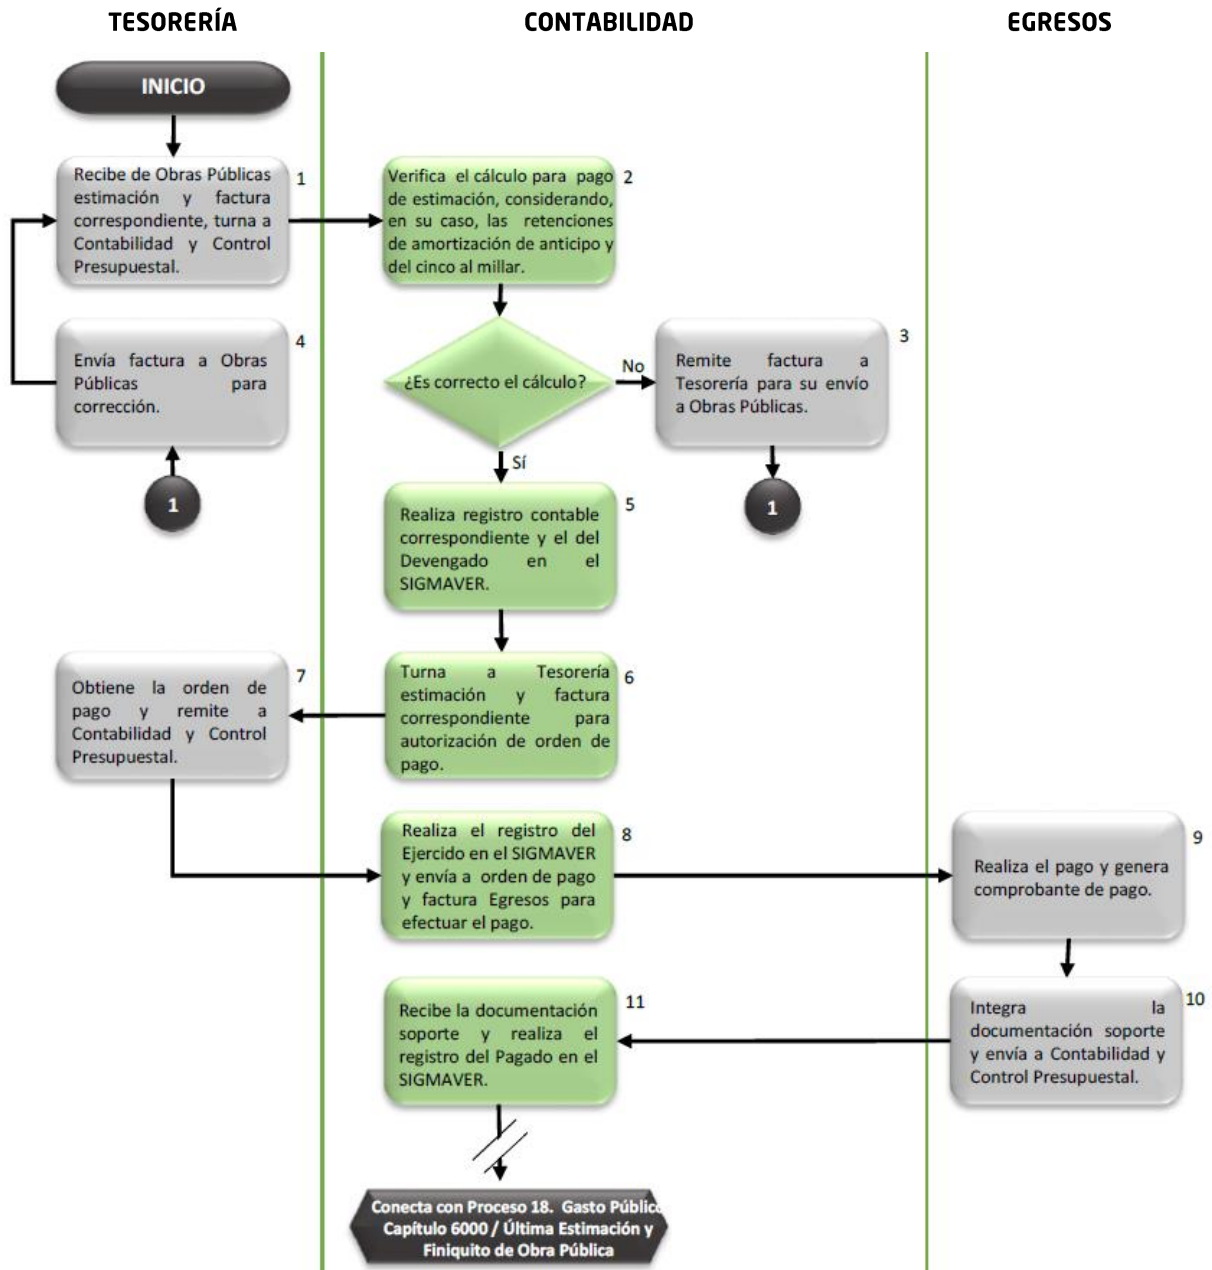 TESORERÍA
CONTABILIDAD
EGRESOS
INICIO
Recibe de Obras Públicas
estimación y factura
correspondiente, turna a
Contabilidad y Control
Presupuestal.
1
Verifica el cálculo para pago
de estimación, considerando,
en su caso, las retenciones
de amortización de anticipo y
del cinco al millar.
2
Envía factura a Obras
Públicas para
corrección.
4
¿Es correcto el cálculo?
No
Remite factura a
Tesorería para su envío
a Obras Públicas.
3
Sí
1
1
Realiza registro contable
correspondiente y el del
Devengado en el
SIGMAVER.
5
Obtiene la orden de
pago y remite a
Contabilidad y Control
Presupuestal.
7
Turna a Tesorería
estimación y factura
correspondiente para
autorización de orden de
pago.
6
Realiza el registro del
Ejercido en el SIGMAVER
y envía a orden de pago
y factura Egresos para
efectuar el pago.
8
Realiza el pago y genera
comprobante de pago.
9
Recibe la documentación
soporte y realiza el
registro del Pagado en el
SIGMAVER.
11
Integra la
documentación soporte
y envía a Contabilidad y
Control Presupuestal.
10
Conecta con Proceso 18. Gasto Público
Capítulo 6000 / Última Estimación y
Finiquito de Obra Pública